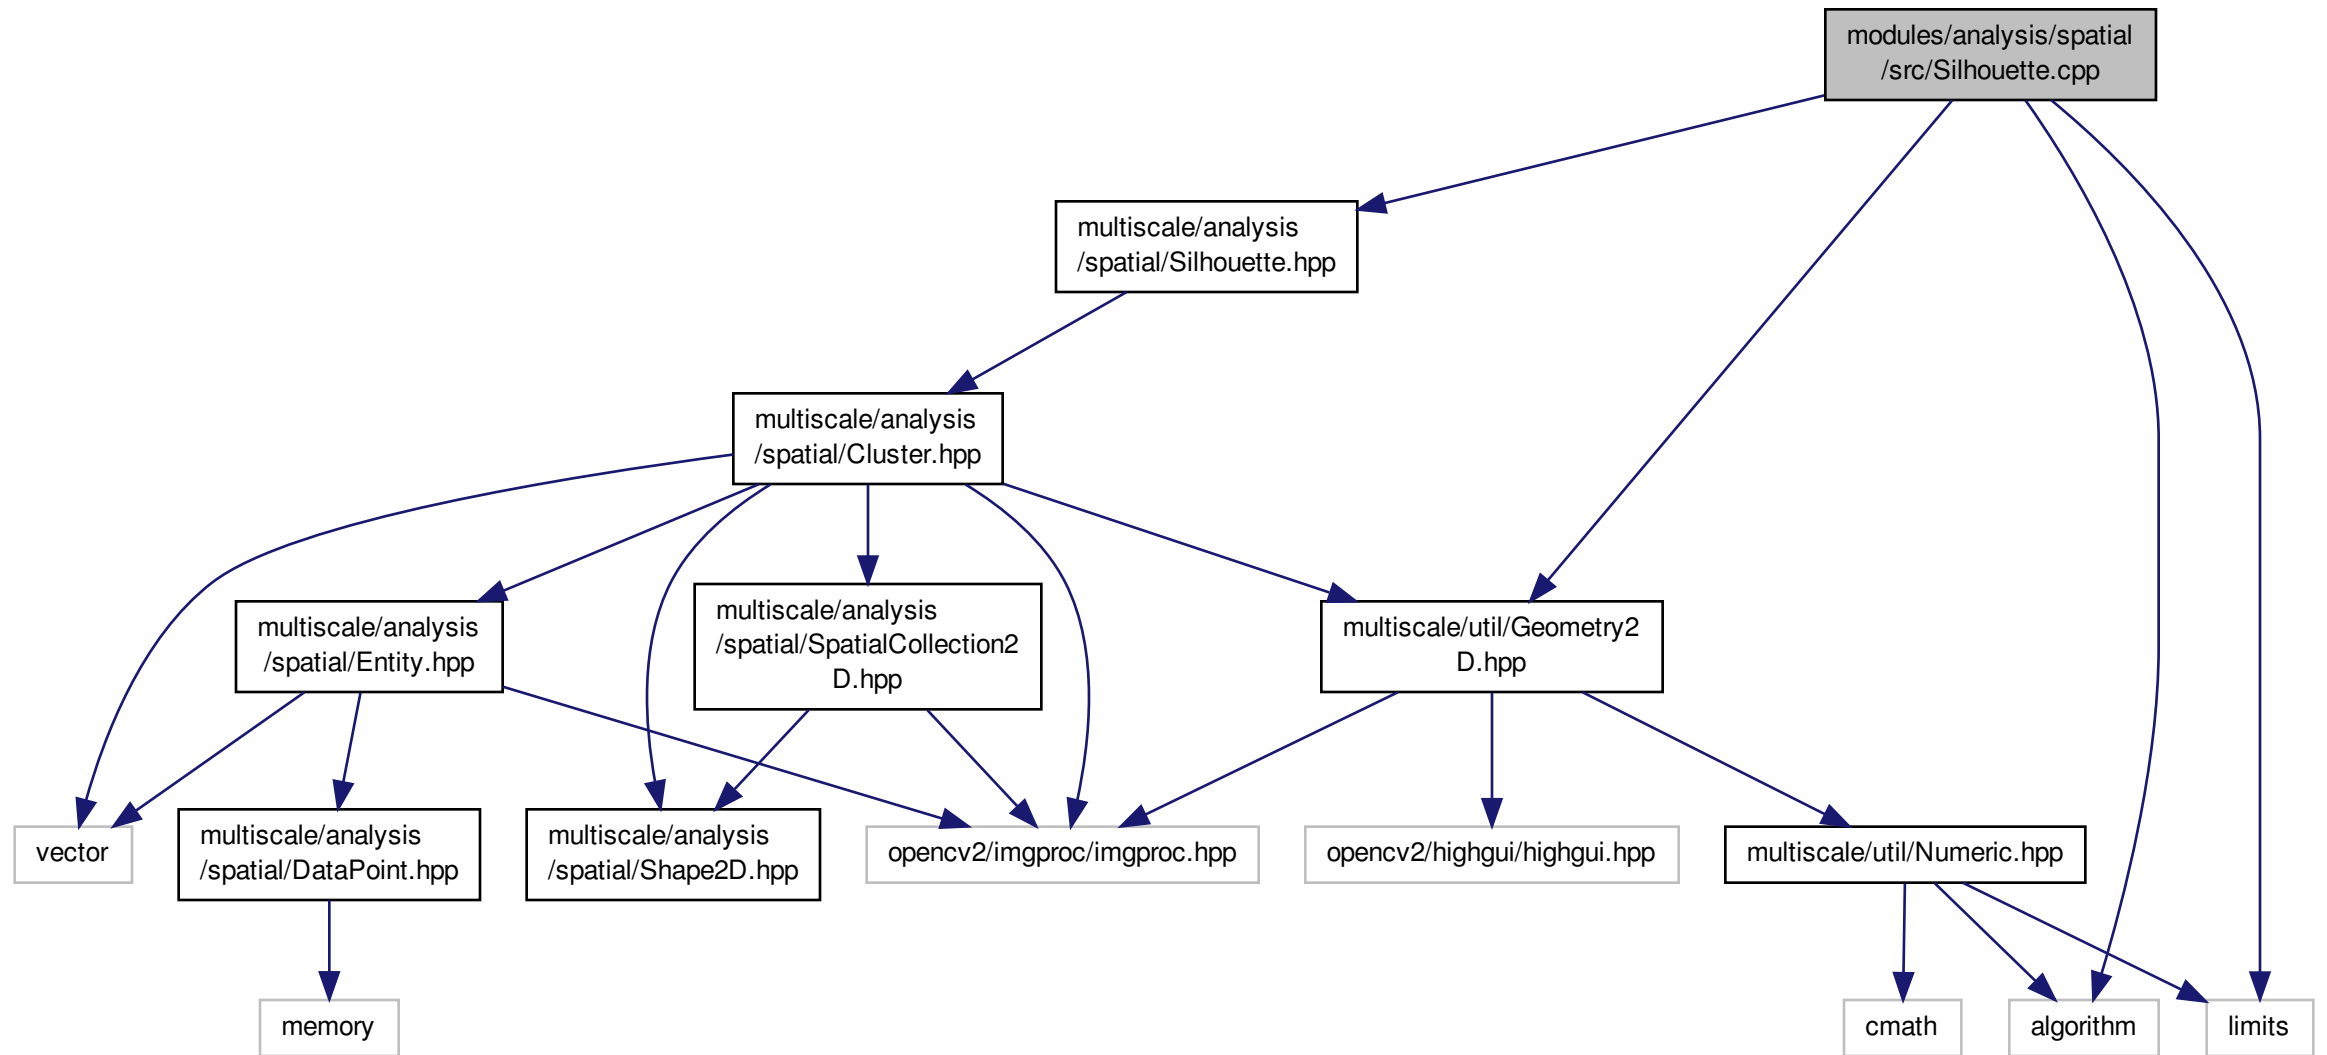 modules/analysis/spatial
/src/Silhouette.cpp
multiscale/analysis
/spatial/Silhouette.hpp
multiscale/analysis
/spatial/Cluster.hpp
multiscale/analysis
/spatial/Entity.hpp
multiscale/analysis
/spatial/SpatialCollection2
D.hpp
multiscale/util/Geometry2
D.hpp
vector
multiscale/analysis
/spatial/DataPoint.hpp
multiscale/analysis
/spatial/Shape2D.hpp
opencv2/imgproc/imgproc.hpp
opencv2/highgui/highgui.hpp
multiscale/util/Numeric.hpp
memory
cmath
algorithm
limits